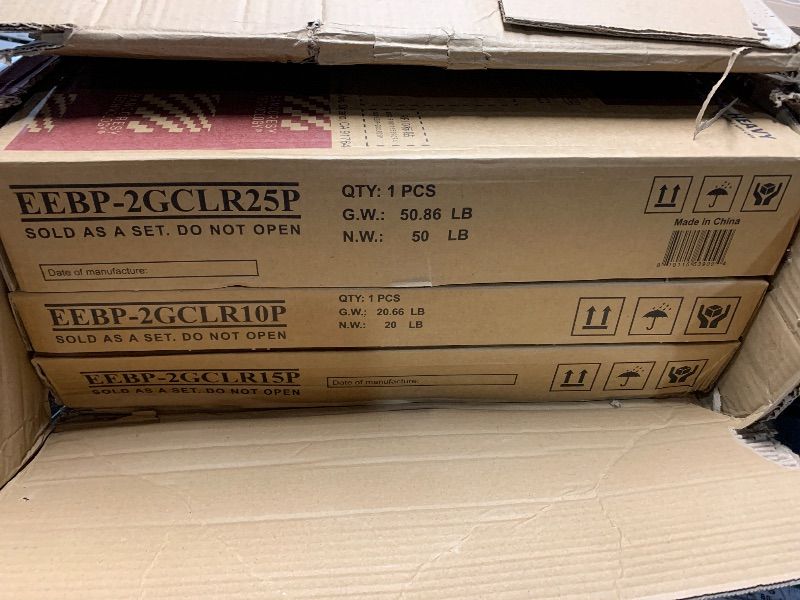 EEBP-2GCLR25P
SOLD AS A SET. DO NOT OPEN
Date of manufacture:
QTY: 1 PCS
G.W.: 50.86 LB
N.W.: 50 LB
HEAVY
Made in China
EEBP-2GCLR10P
SOLD AS A SET. DO NOT OPEN
QTY: 1 PCS
G.W.: 20.66 LB
N.W.: 20 LB
EEBP-2GCLR15P
SOLD AS A SET. DO NOT OPEN
Date of manufacture: